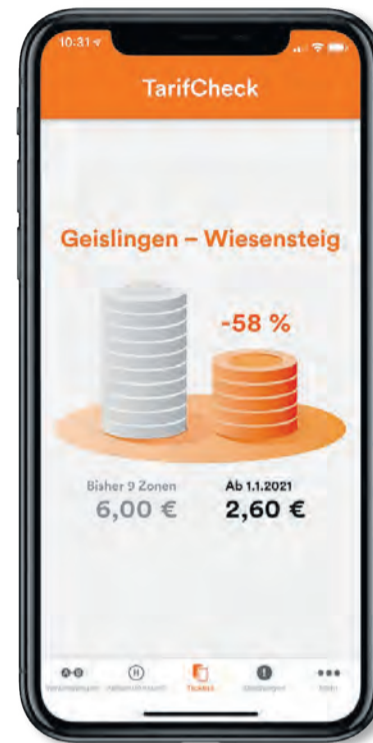 10:31
TarifCheck
Geislingen – Wiesensteig
-58 %
Bisher 9 Zonen
Ab 1.1.2021
6,00 €
2,60 €
Tickets